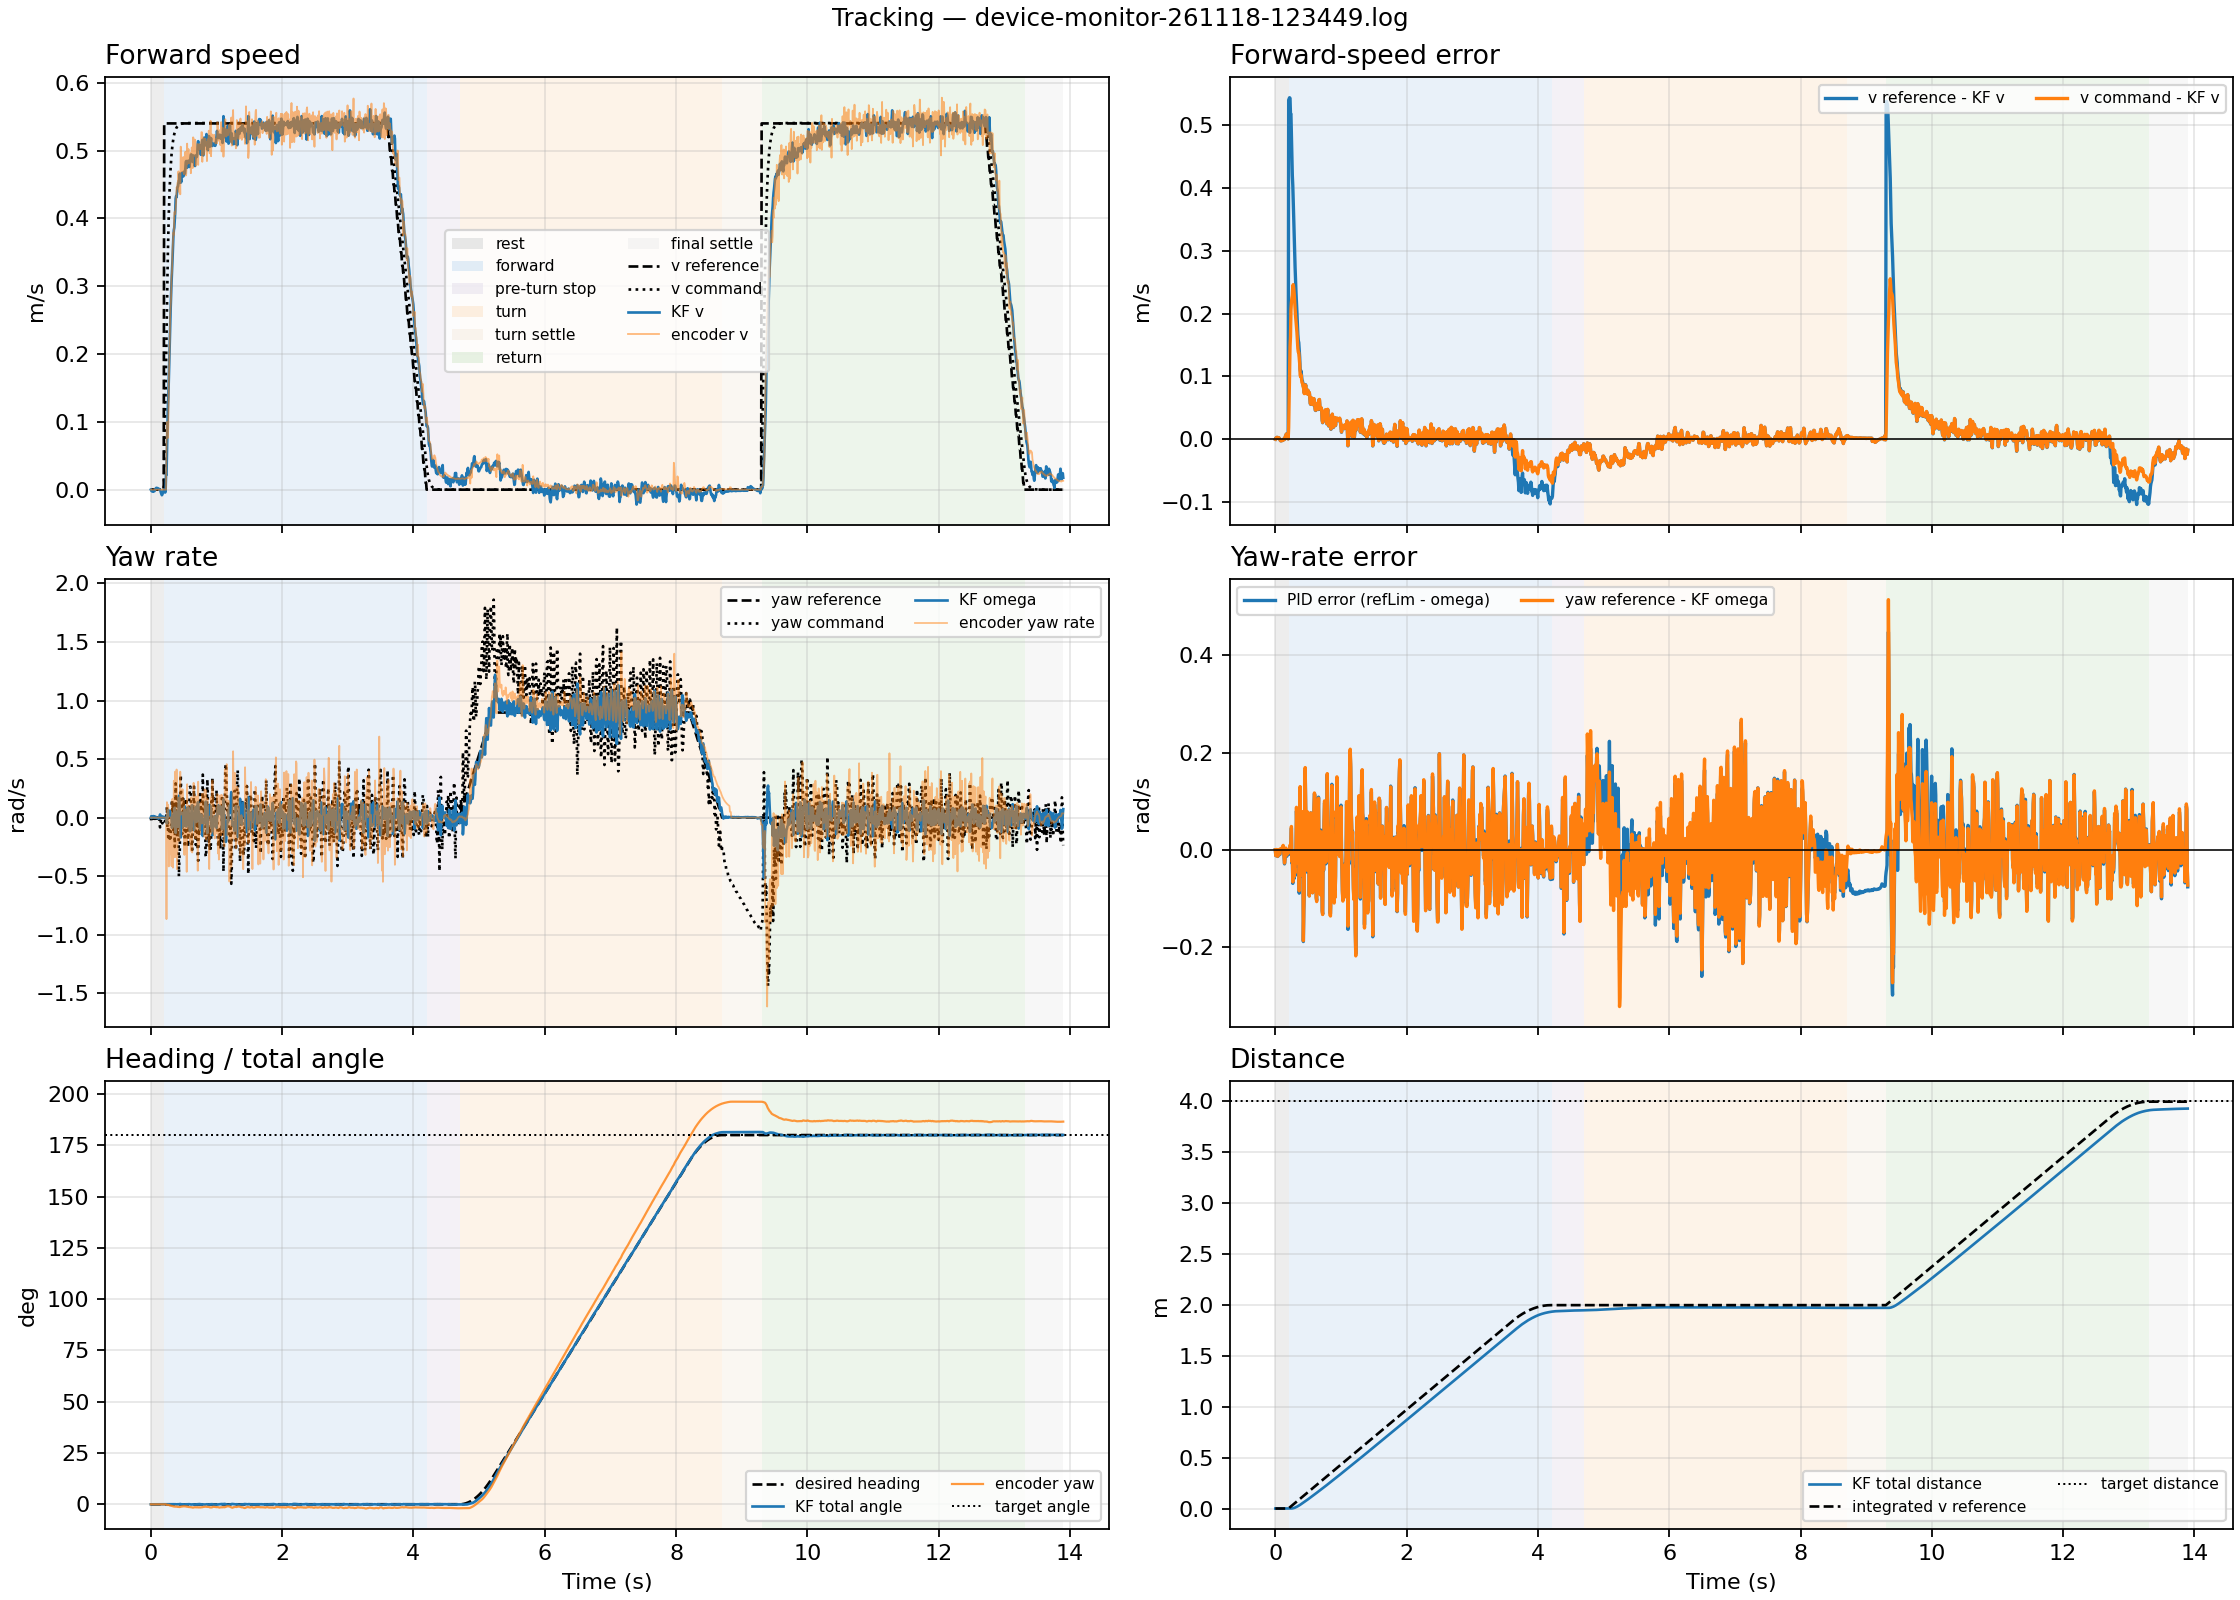 Tracking — device-monitor-261118-123449.log
Forward speed
0.6
0.5
0.4
0.3
0.2
0.1
0.0
m/s
rest
forward
pre-turn stop
turn
turn settle
return
final settle
v reference
v command
KF v
encoder v
Forward-speed error
0.5
0.4
0.3
0.2
0.1
0.0
−0.1
m/s
v reference - KF v
v command - KF v
Yaw rate
2.0
1.5
1.0
0.5
0.0
−0.5
−1.0
−1.5
rad/s
yaw reference
yaw command
KF omega
encoder yaw rate
Yaw-rate error
0.4
0.2
0.0
−0.2
rad/s
PID error (refLim - omega)
yaw reference - KF omega
Heading / total angle
200
175
150
125
100
75
50
25
0
deg
desired heading
KF total angle
encoder yaw
target angle
0 2 4 6 8 10 12 14
Time (s)
Distance
4.0
3.5
3.0
2.5
2.0
1.5
1.0
0.5
0.0
m
KF total distance
integrated v reference
target distance
0 2 4 6 8 10 12 14
Time (s)